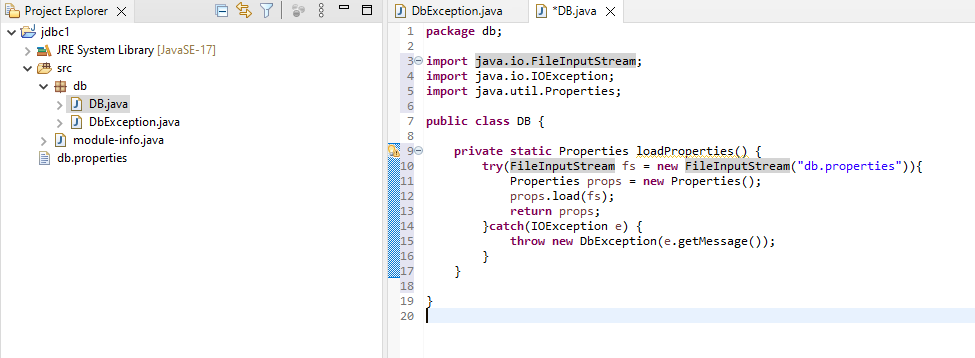 Project Explorer
jdbc1
JRE System Library [JavaSE-17]
src
db
DB.java
DbException.java
module-info.java
db.properties
DbException.java
*DB.java
1 package db;
2
3 import java.io.FileInputStream;
4 import java.io.IOException;
5 import java.util.Properties;
6
7 public class DB {
8
9 private static Properties loadProperties() {
10 try(FileInputStream fs = new FileInputStream("db.properties")){
11 Properties props = new Properties();
12 props.load(fs);
13 return props;
14 }catch(IOException e) {
15 throw new DbException(e.getMessage());
16 }
17 }
18
19 }
20